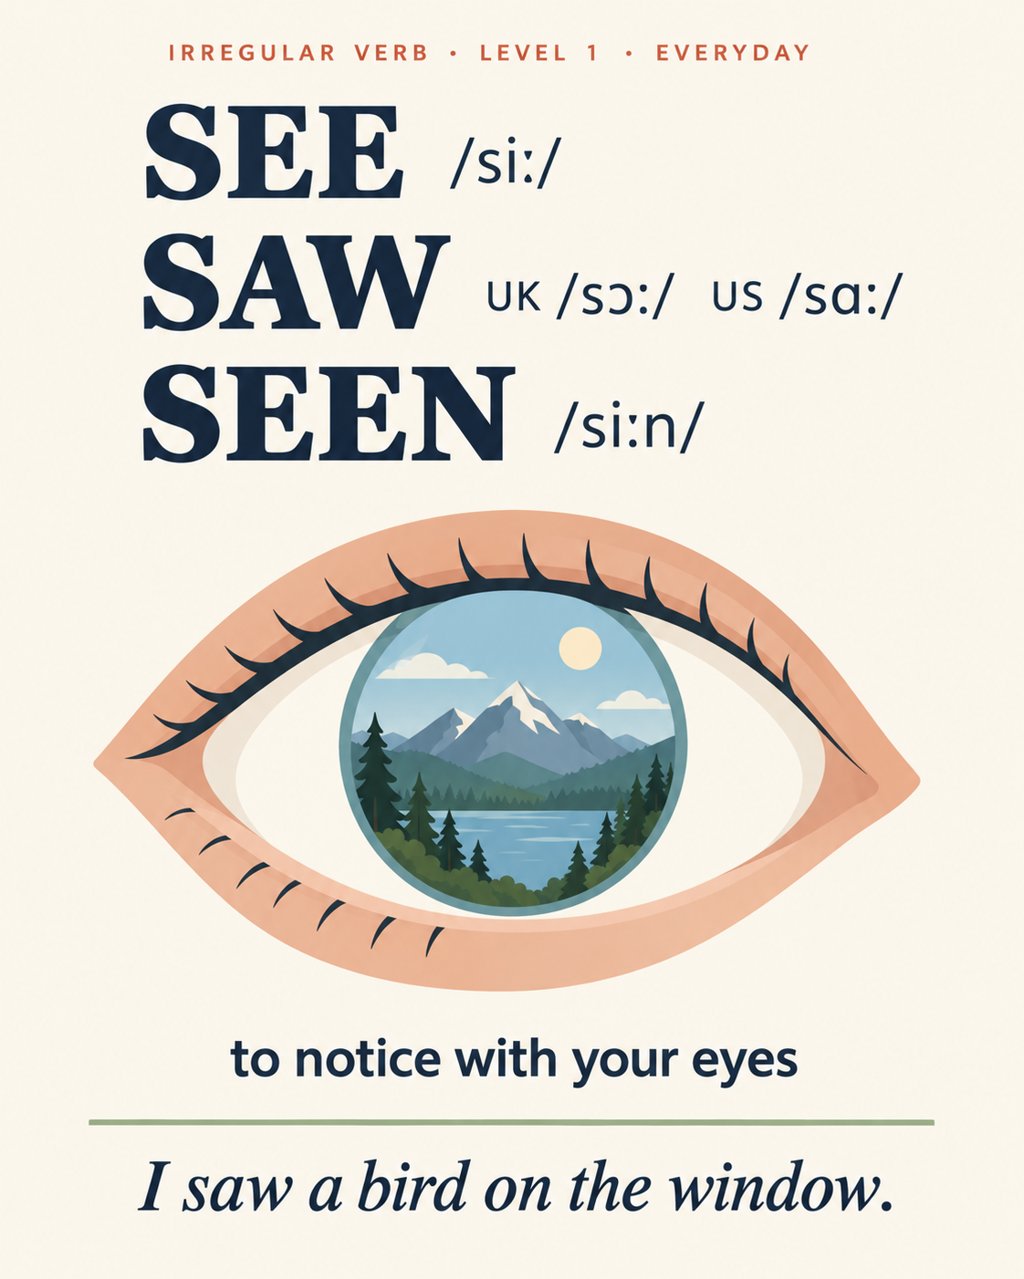 IRREGULAR VERB · LEVEL 1 · EVERYDAY
SEE /siː/
SAW UK /sɔː/ US /sɑː/
SEEN /siːn/
to notice with your eyes
I saw a bird on the window.